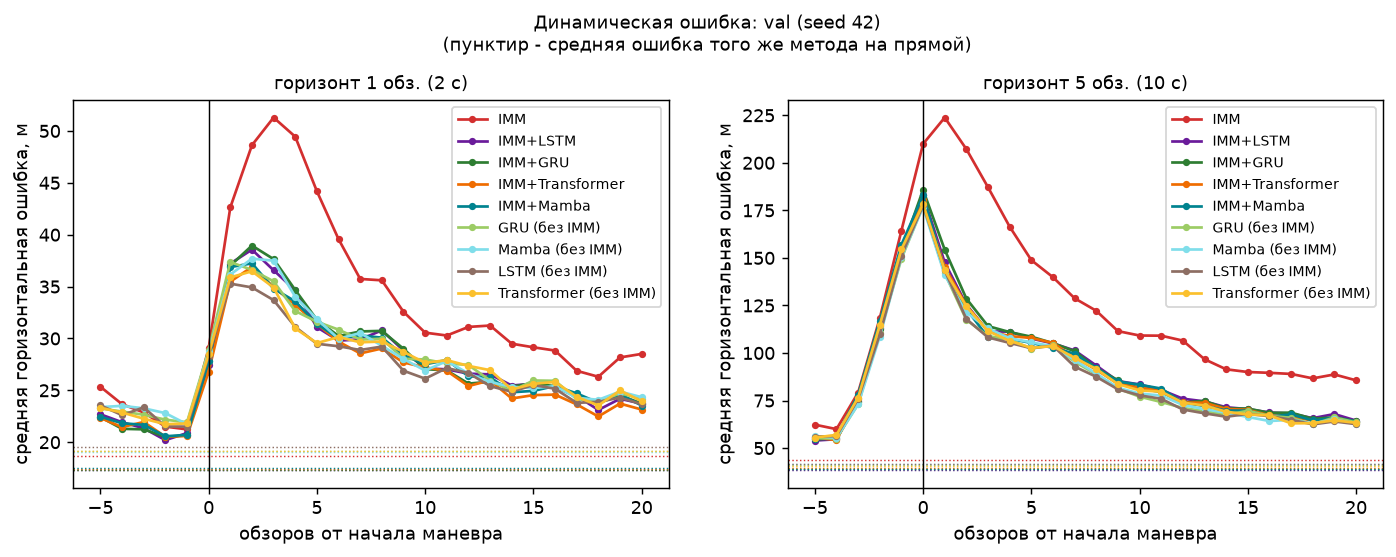 Динамическая ошибка: val (seed 42)
(пунктир - средняя ошибка того же метода на прямой)
горизонт 1 обз. (2 с)
средняя горизонтальная ошибка, м
50
45
40
35
30
25
20
−5
0
5
10
15
20
обзоров от начала маневра
IMM
IMM+LSTM
IMM+GRU
IMM+Transformer
IMM+Mamba
GRU (без IMM)
Mamba (без IMM)
LSTM (без IMM)
Transformer (без IMM)
горизонт 5 обз. (10 с)
средняя горизонтальная ошибка, м
225
200
175
150
125
100
75
50
−5
0
5
10
15
20
обзоров от начала маневра
IMM
IMM+LSTM
IMM+GRU
IMM+Transformer
IMM+Mamba
GRU (без IMM)
Mamba (без IMM)
LSTM (без IMM)
Transformer (без IMM)